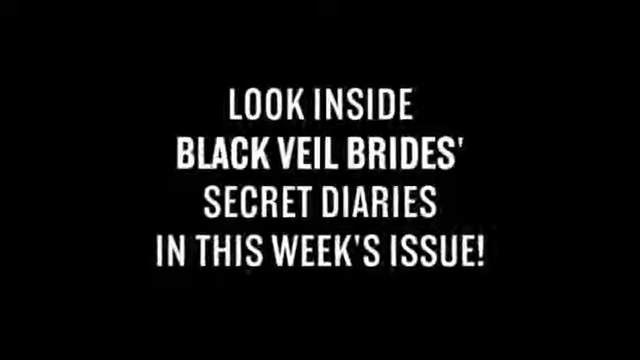 LOOK INSIDE
BLACK VEIL BRIDES'
SECRET DIARIES
IN THIS WEEK'S ISSUE!